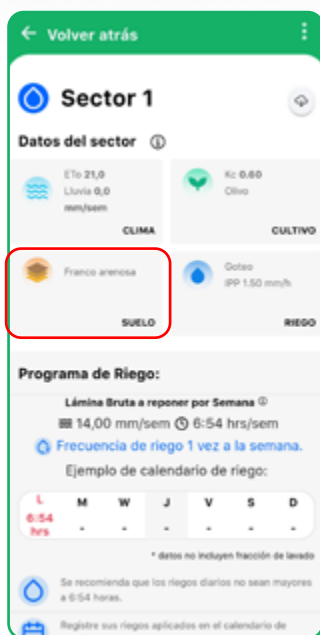 ← Volver atrás
Sector 1
Datos del sector ⓘ
ETo 21,0
Lluvia 0,0
mm/sem
CLIMA
Kc 0.60
Olivo
CULTIVO
Franco arenosa
SUELO
Goteo
IPP 1.50 mm/h
RIEGO
Programa de Riego:
Lámina Bruta a reponer por Semana ⓘ
14,00 mm/sem 6:54 hrs/sem
Frecuencia de riego 1 vez a la semana.
Ejemplo de calendario de riego:
L M W J V S D
6:54 hrs - - - - - -
* datos no incluyen fracción de lavado
Se recomienda que los riegos diarios no sean mayores
a 6:54 horas.
Registre sus riegos aplicados en el calendario de